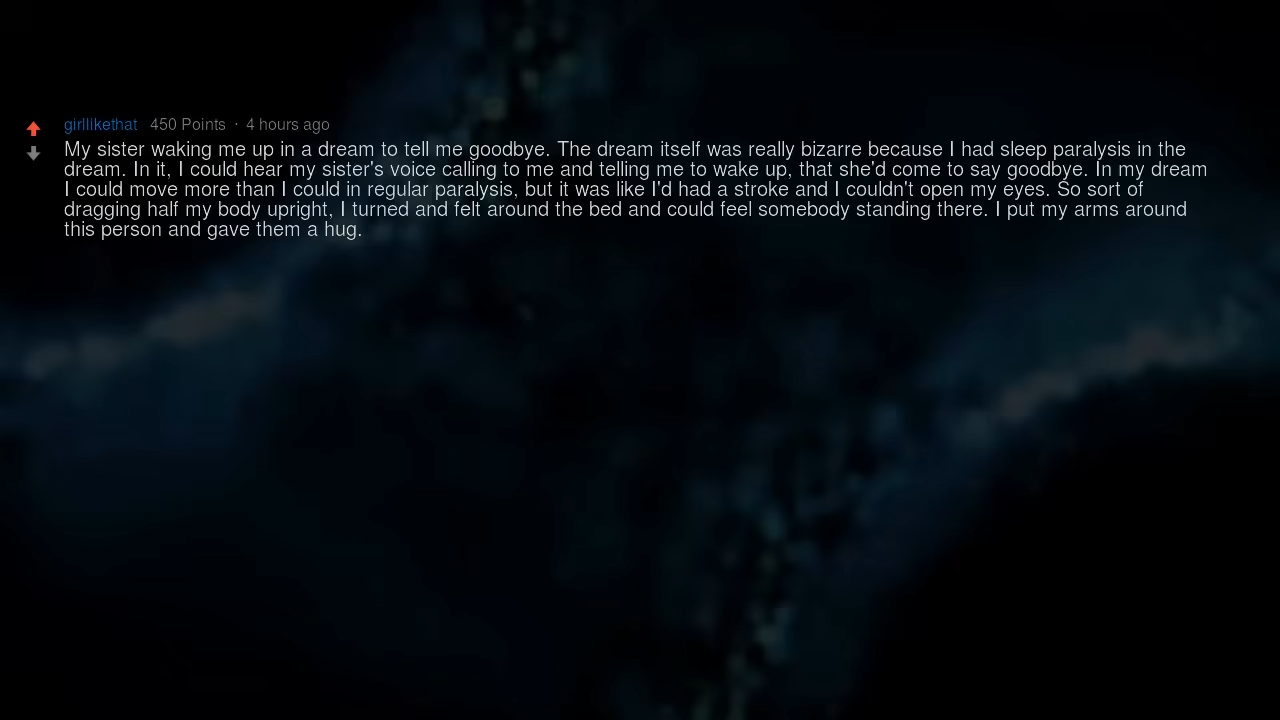 girllikethat 450 Points · 4 hours ago
My sister waking me up in a dream to tell me goodbye. The dream itself was really bizarre because I had sleep paralysis in the
dream. In it, I could hear my sister's voice calling to me and telling me to wake up, that she'd come to say goodbye. In my dream
I could move more than I could in regular paralysis, but it was like I'd had a stroke and I couldn't open my eyes. So sort of
dragging half my body upright, I turned and felt around the bed and could feel somebody standing there. I put my arms around
this person and gave them a hug.